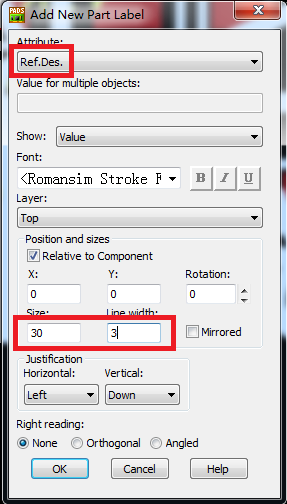 PADS
Add New Part Label
Attribute:
Ref.Des.
Value for multiple objects:
Show: Value
Font:
<Romansim Stroke F B I U
Layer:
Top
Position and sizes
Relative to Component
X: Y: Rotation:
0 0 0
Size: Line width:
30 3 Mirrored
Justification
Horizontal: Vertical:
Left Down
Right reading:
None Orthogonal Angled
OK Cancel Help